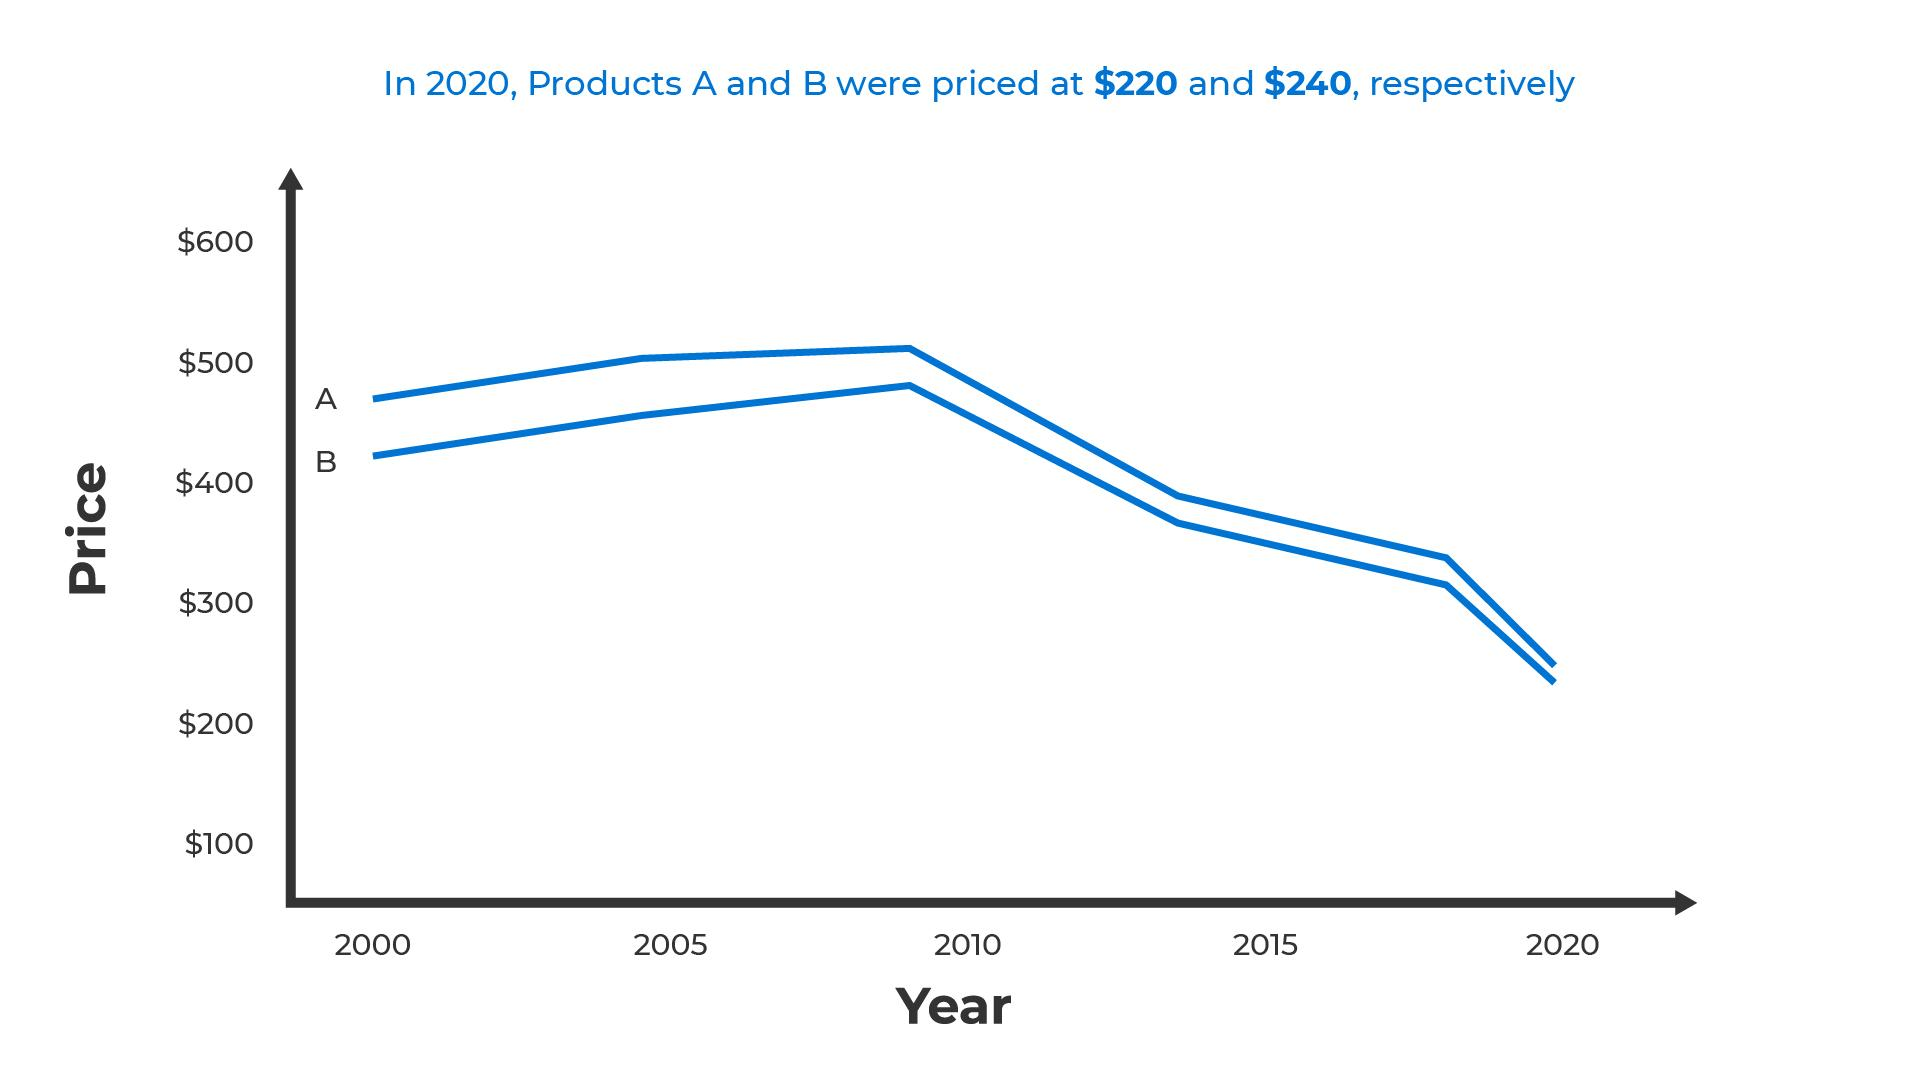 In 2020, Products A and B were priced at $220 and $240, respectively
$600
$500
A
B
$400
Price
$300
$200
$100
2000 2005 2010 2015 2020
Year